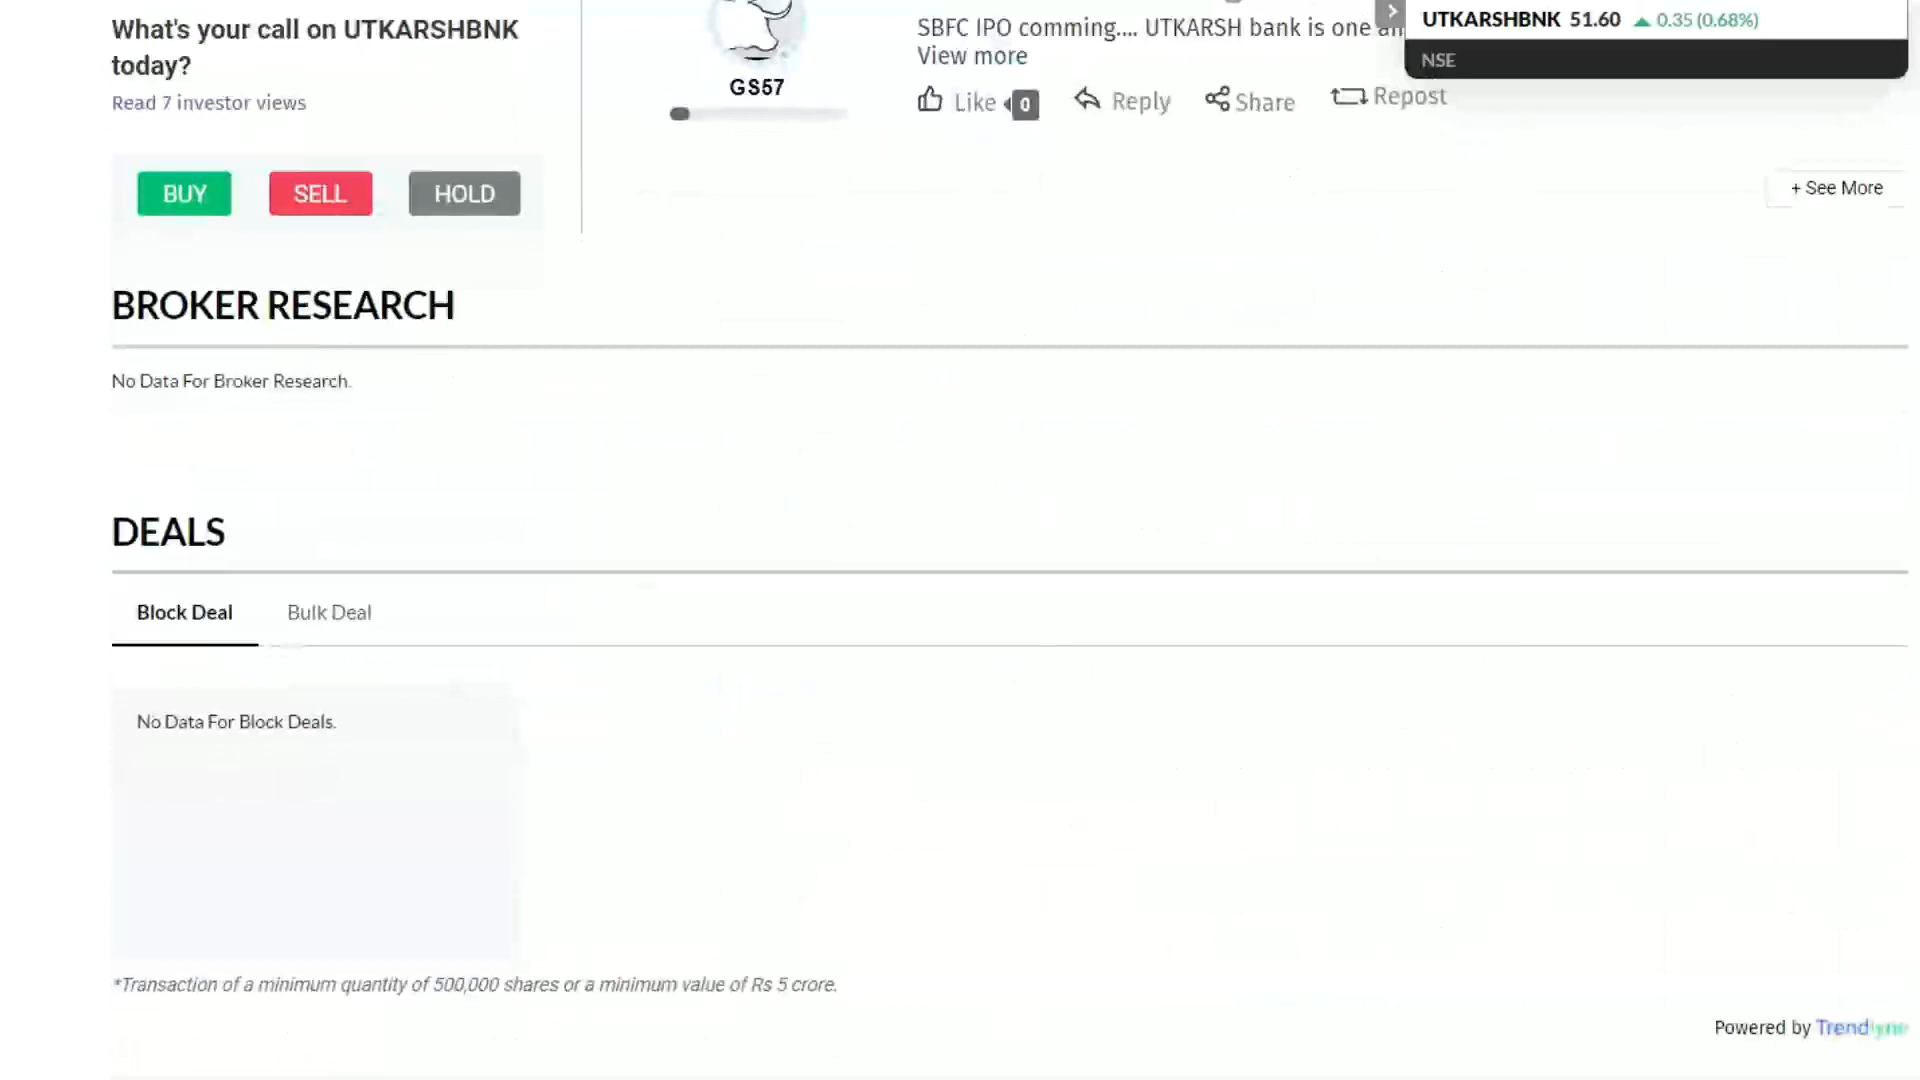 What's your call on UTKARSHBNK
today?
Read 7 investor views
BUY SELL HOLD
GS57
SBFC IPO comming.... UTKARSH bank is one
View more
Like 0 Reply Share Repost
UTKARSHBNK 51.60 0.35 (0.68%)
NSE
+ See More
BROKER RESEARCH
No Data For Broker Research.
DEALS
Block Deal Bulk Deal
No Data For Block Deals.
*Transaction of a minimum quantity of 500,000 shares or a minimum value of Rs 5 crore.
Powered by Trendlyne